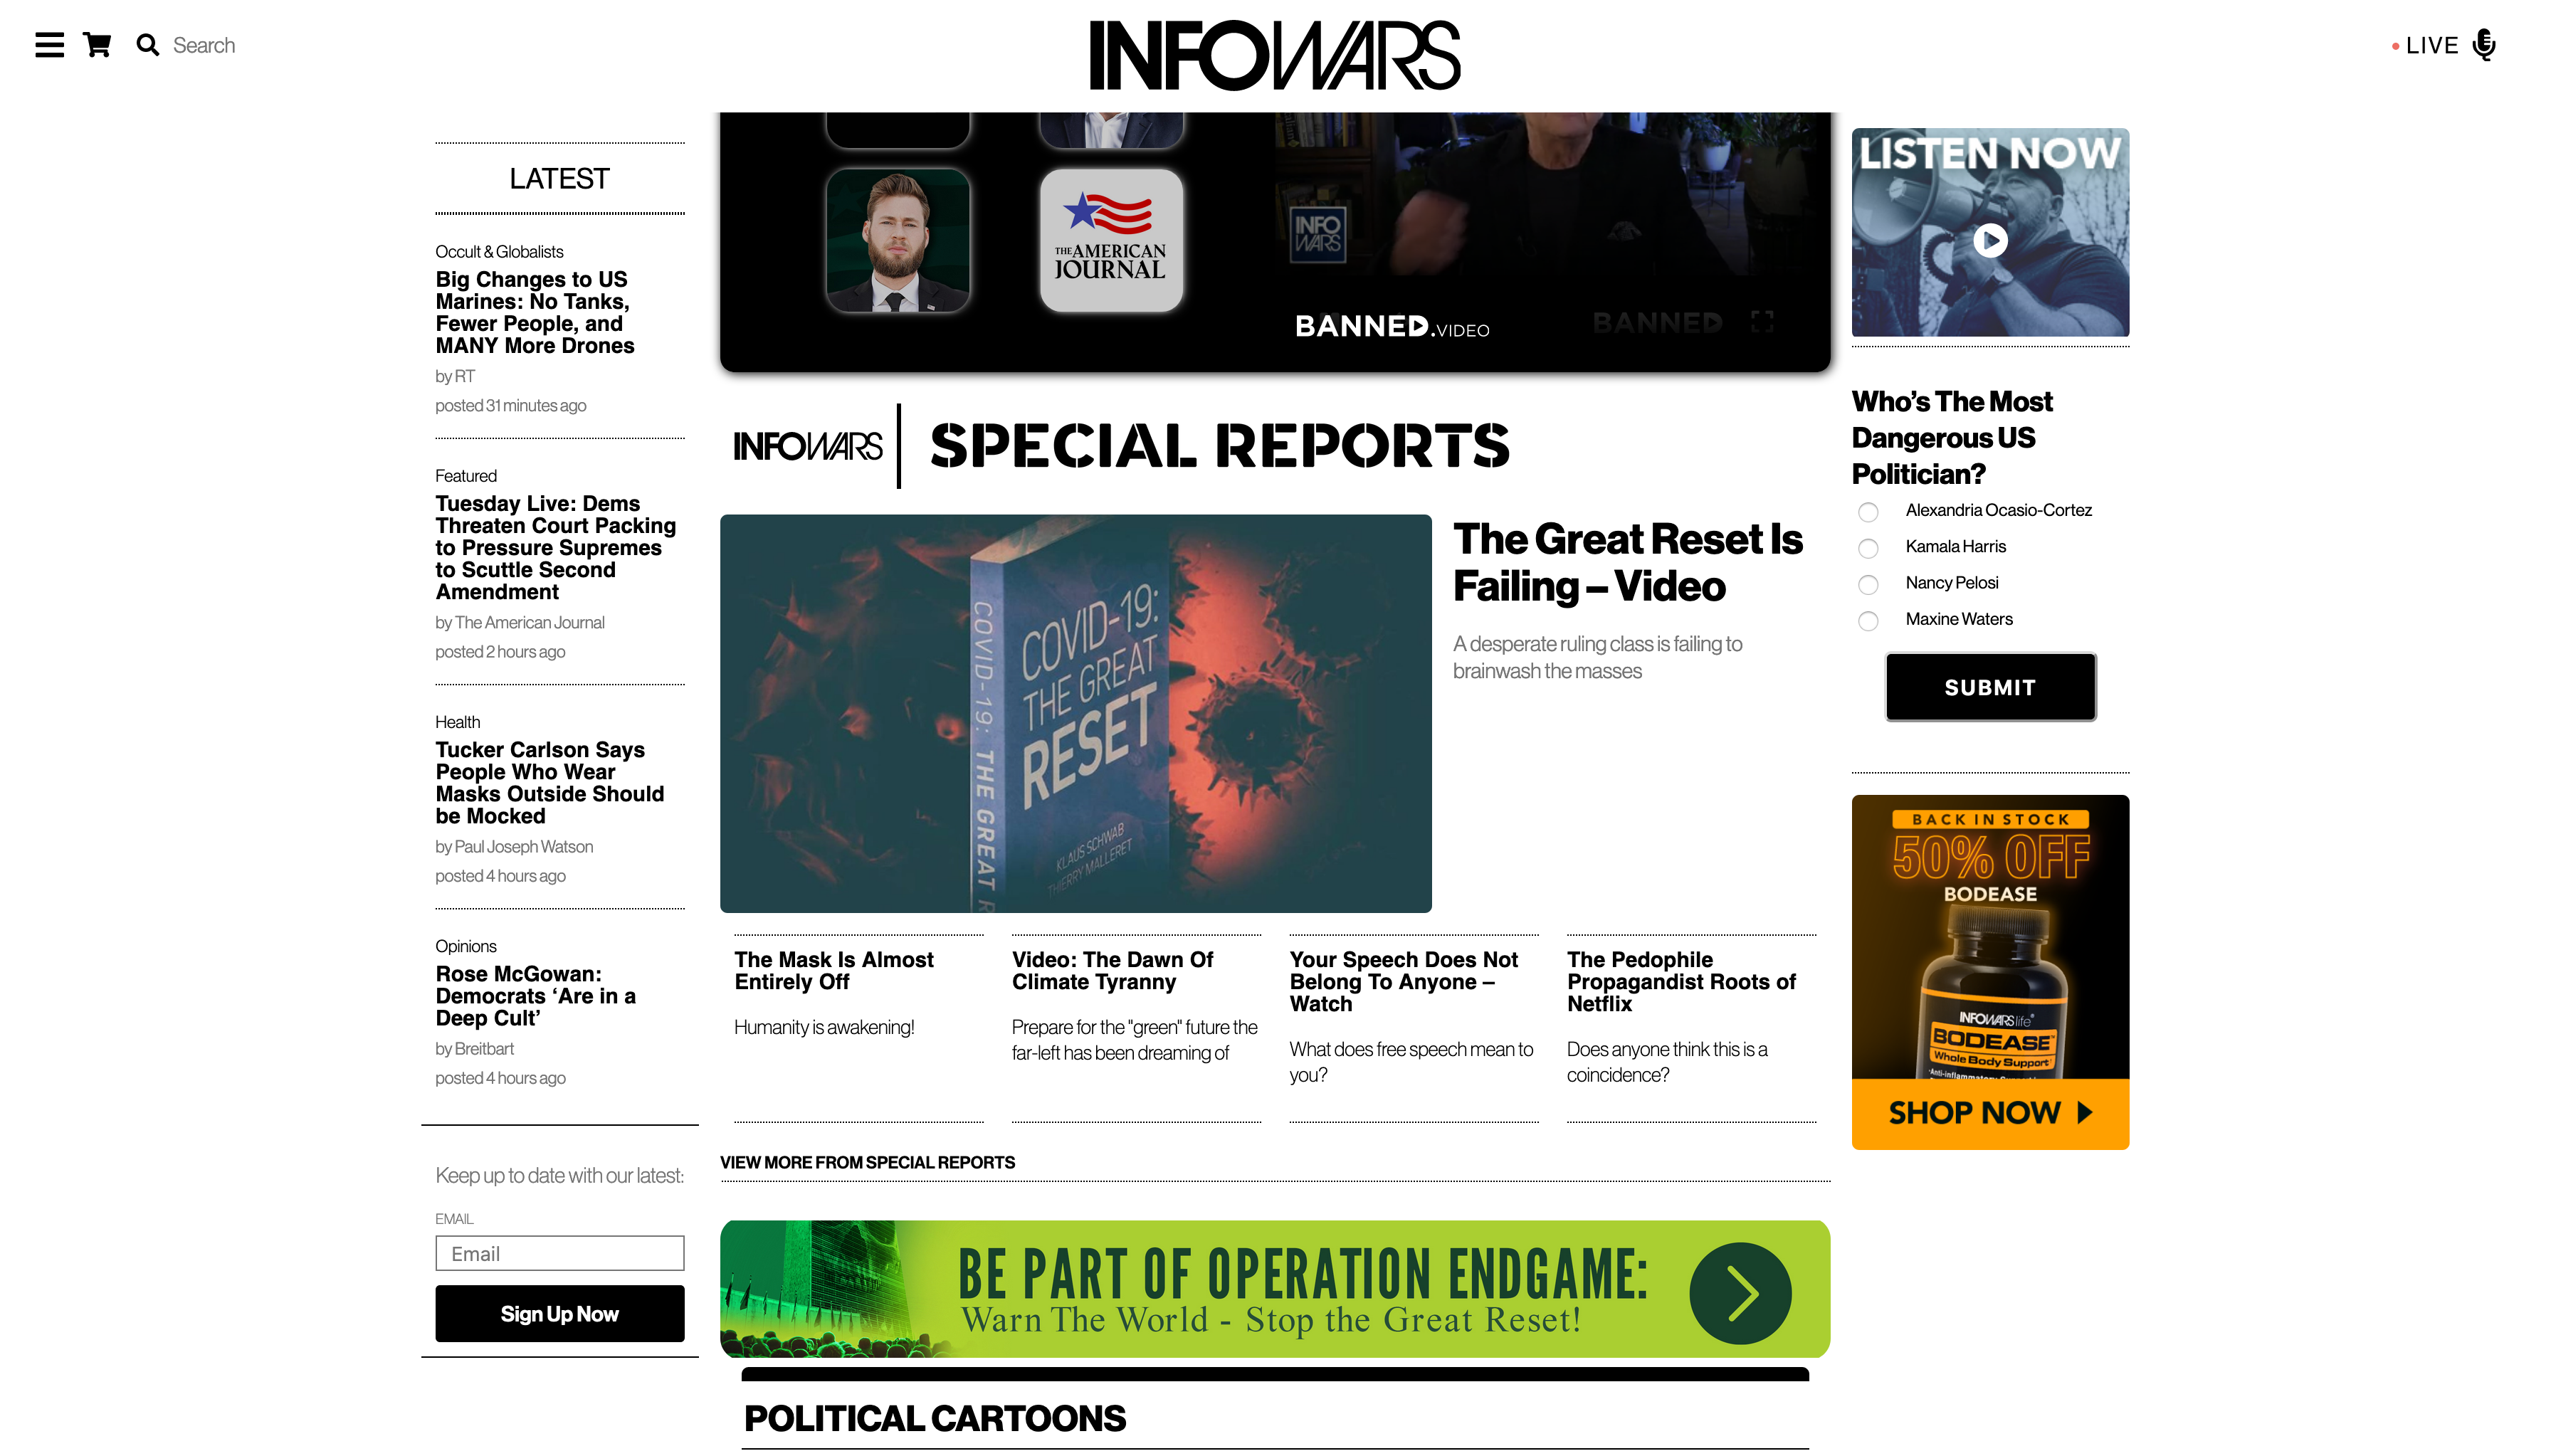 Search
INFOWARS
LIVE
LATEST
Occult & Globalists
Big Changes to US
Marines: No Tanks,
Fewer People, and
MANY More Drones
by RT
posted 31 minutes ago
Featured
Tuesday Live: Dems
Threaten Court Packing
to Pressure Supremes
to Scuttle Second
Amendment
by The American Journal
posted 2 hours ago
Health
Tucker Carlson Says
People Who Wear
Masks Outside Should
be Mocked
by Paul Joseph Watson
posted 4 hours ago
Opinions
Rose McGowan:
Democrats ‘Are in a
Deep Cult’
by Breitbart
posted 4 hours ago
Keep up to date with our latest:
EMAIL
Email
Sign Up Now
THE AMERICAN
JOURNAL
INFO
WARS
BANNED.VIDEO
BANNED
INFOWARS
SPECIAL REPORTS
COVID-19: THE GREAT
COVID-19:
THE GREAT
RESET
KLAUS SCHWAB
THIERRY MALLERET
The Great Reset Is
Failing – Video
A desperate ruling class is failing to
brainwash the masses
The Mask Is Almost
Entirely Off
Humanity is awakening!
Video: The Dawn Of
Climate Tyranny
Prepare for the "green" future the
far-left has been dreaming of
Your Speech Does Not
Belong To Anyone –
Watch
What does free speech mean to
you?
The Pedophile
Propagandist Roots of
Netflix
Does anyone think this is a
coincidence?
VIEW MORE FROM SPECIAL REPORTS
BE PART OF OPERATION ENDGAME:
Warn The World - Stop the Great Reset!
POLITICAL CARTOONS
LISTEN NOW
Who’s The Most
Dangerous US
Politician?
Alexandria Ocasio-Cortez
Kamala Harris
Nancy Pelosi
Maxine Waters
SUBMIT
BACK IN STOCK
50% OFF
BODEASE
INFOWARS life
BODEASE™
Whole Body Support
SHOP NOW